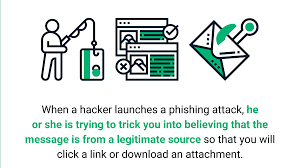 When a hacker launches a phishing attack, he
or she is trying to trick you into believing that the
message is from a legitimate source so that you will
click a link or download an attachment.